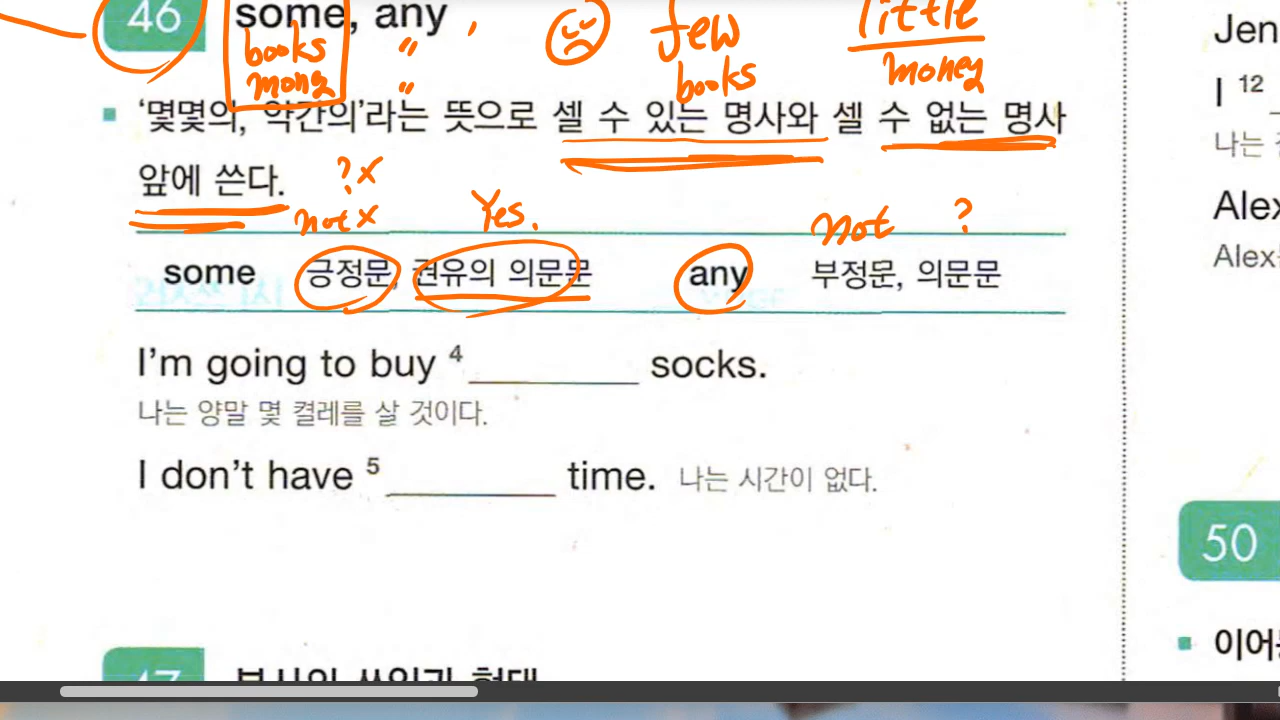 46 some, any
books "
money "
few
books
little
money
‘몇몇의, 약간의’라는 뜻으로 셀 수 있는 명사와 셀 수 없는 명사
앞에 쓴다.
? x
not x
Yes.
not ?
some 긍정문, 권유의 의문문 any 부정문, 의문문
I’m going to buy 4 ________ socks.
나는 양말 몇 켤레를 살 것이다.
I don’t have 5 ________ time. 나는 시간이 없다.
47
Jen
I 12
나는
Alex
Alex
50